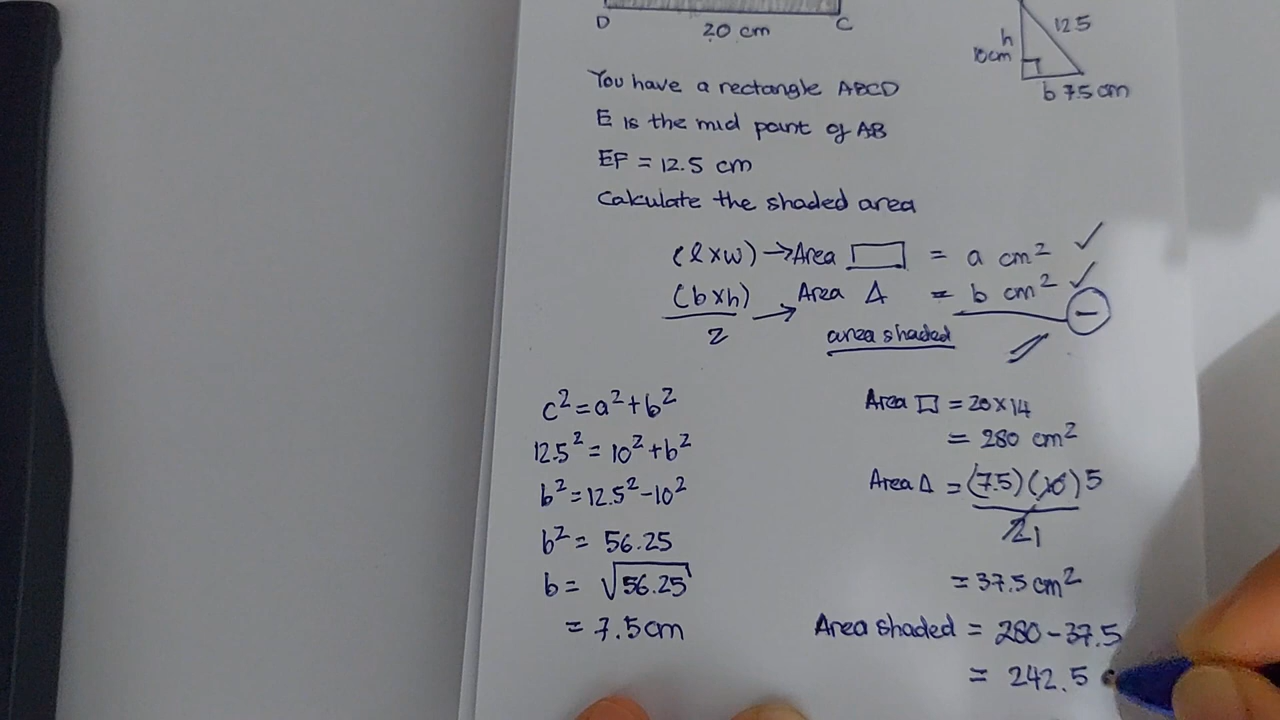 D 20 cm C
h 12.5
10cm
b 7.5 cm
You have a rectangle ABCD
E is the mid point of AB
EF = 12.5 cm
Calculate the shaded area
(l x w) → Area ▭ = a cm² ✓
(b x h) / 2 → Area Δ = b cm² ✓
area shaded
c² = a² + b²
12.5² = 10² + b²
b² = 12.5² - 10²
b² = 56.25
b = √56.25
= 7.5cm
Area □ = 20 x 14
= 280 cm²
Area Δ = (7.5)(10) 5
2 1
= 37.5 cm²
Area shaded = 280 - 37.5
= 242.5